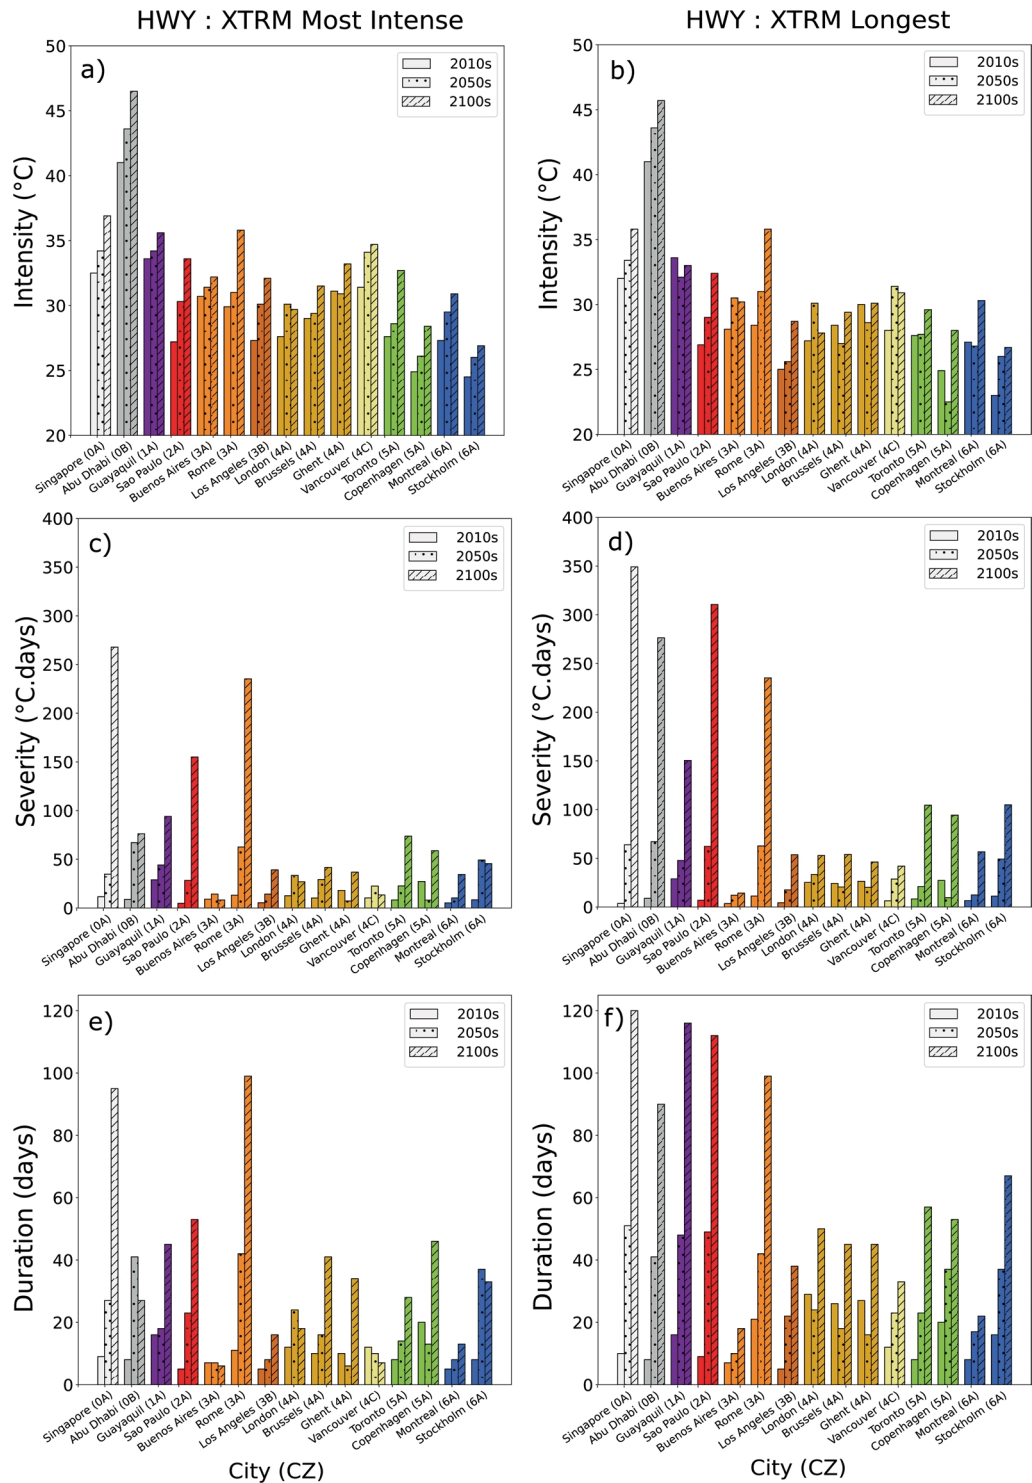 HWY : XTRM Most Intense
HWY : XTRM Longest
a)
50
45
40
35
30
25
20
Intensity (°C)
2010s
2050s
2100s
Singapore (0A)
Abu Dhabi (0B)
Guayaquil (1A)
Sao Paulo (2A)
Buenos Aires (3A)
Rome (3A)
Los Angeles (3B)
London (4A)
Brussels (4A)
Ghent (4A)
Vancouver (4C)
Toronto (5A)
Copenhagen (5A)
Montreal (6A)
Stockholm (6A)
b)
50
45
40
35
30
25
20
Intensity (°C)
2010s
2050s
2100s
Singapore (0A)
Abu Dhabi (0B)
Guayaquil (1A)
Sao Paulo (2A)
Buenos Aires (3A)
Rome (3A)
Los Angeles (3B)
London (4A)
Brussels (4A)
Ghent (4A)
Vancouver (4C)
Toronto (5A)
Copenhagen (5A)
Montreal (6A)
Stockholm (6A)
c)
400
350
300
250
200
150
100
50
0
Severity (°C.days)
2010s
2050s
2100s
Singapore (0A)
Abu Dhabi (0B)
Guayaquil (1A)
Sao Paulo (2A)
Buenos Aires (3A)
Rome (3A)
Los Angeles (3B)
London (4A)
Brussels (4A)
Ghent (4A)
Vancouver (4C)
Toronto (5A)
Copenhagen (5A)
Montreal (6A)
Stockholm (6A)
d)
400
350
300
250
200
150
100
50
0
Severity (°C.days)
2010s
2050s
2100s
Singapore (0A)
Abu Dhabi (0B)
Guayaquil (1A)
Sao Paulo (2A)
Buenos Aires (3A)
Rome (3A)
Los Angeles (3B)
London (4A)
Brussels (4A)
Ghent (4A)
Vancouver (4C)
Toronto (5A)
Copenhagen (5A)
Montreal (6A)
Stockholm (6A)
e)
120
100
80
60
40
20
0
Duration (days)
2010s
2050s
2100s
Singapore (0A)
Abu Dhabi (0B)
Guayaquil (1A)
Sao Paulo (2A)
Buenos Aires (3A)
Rome (3A)
Los Angeles (3B)
London (4A)
Brussels (4A)
Ghent (4A)
Vancouver (4C)
Toronto (5A)
Copenhagen (5A)
Montreal (6A)
Stockholm (6A)
City (CZ)
f)
120
100
80
60
40
20
0
Duration (days)
2010s
2050s
2100s
Singapore (0A)
Abu Dhabi (0B)
Guayaquil (1A)
Sao Paulo (2A)
Buenos Aires (3A)
Rome (3A)
Los Angeles (3B)
London (4A)
Brussels (4A)
Ghent (4A)
Vancouver (4C)
Toronto (5A)
Copenhagen (5A)
Montreal (6A)
Stockholm (6A)
City (CZ)